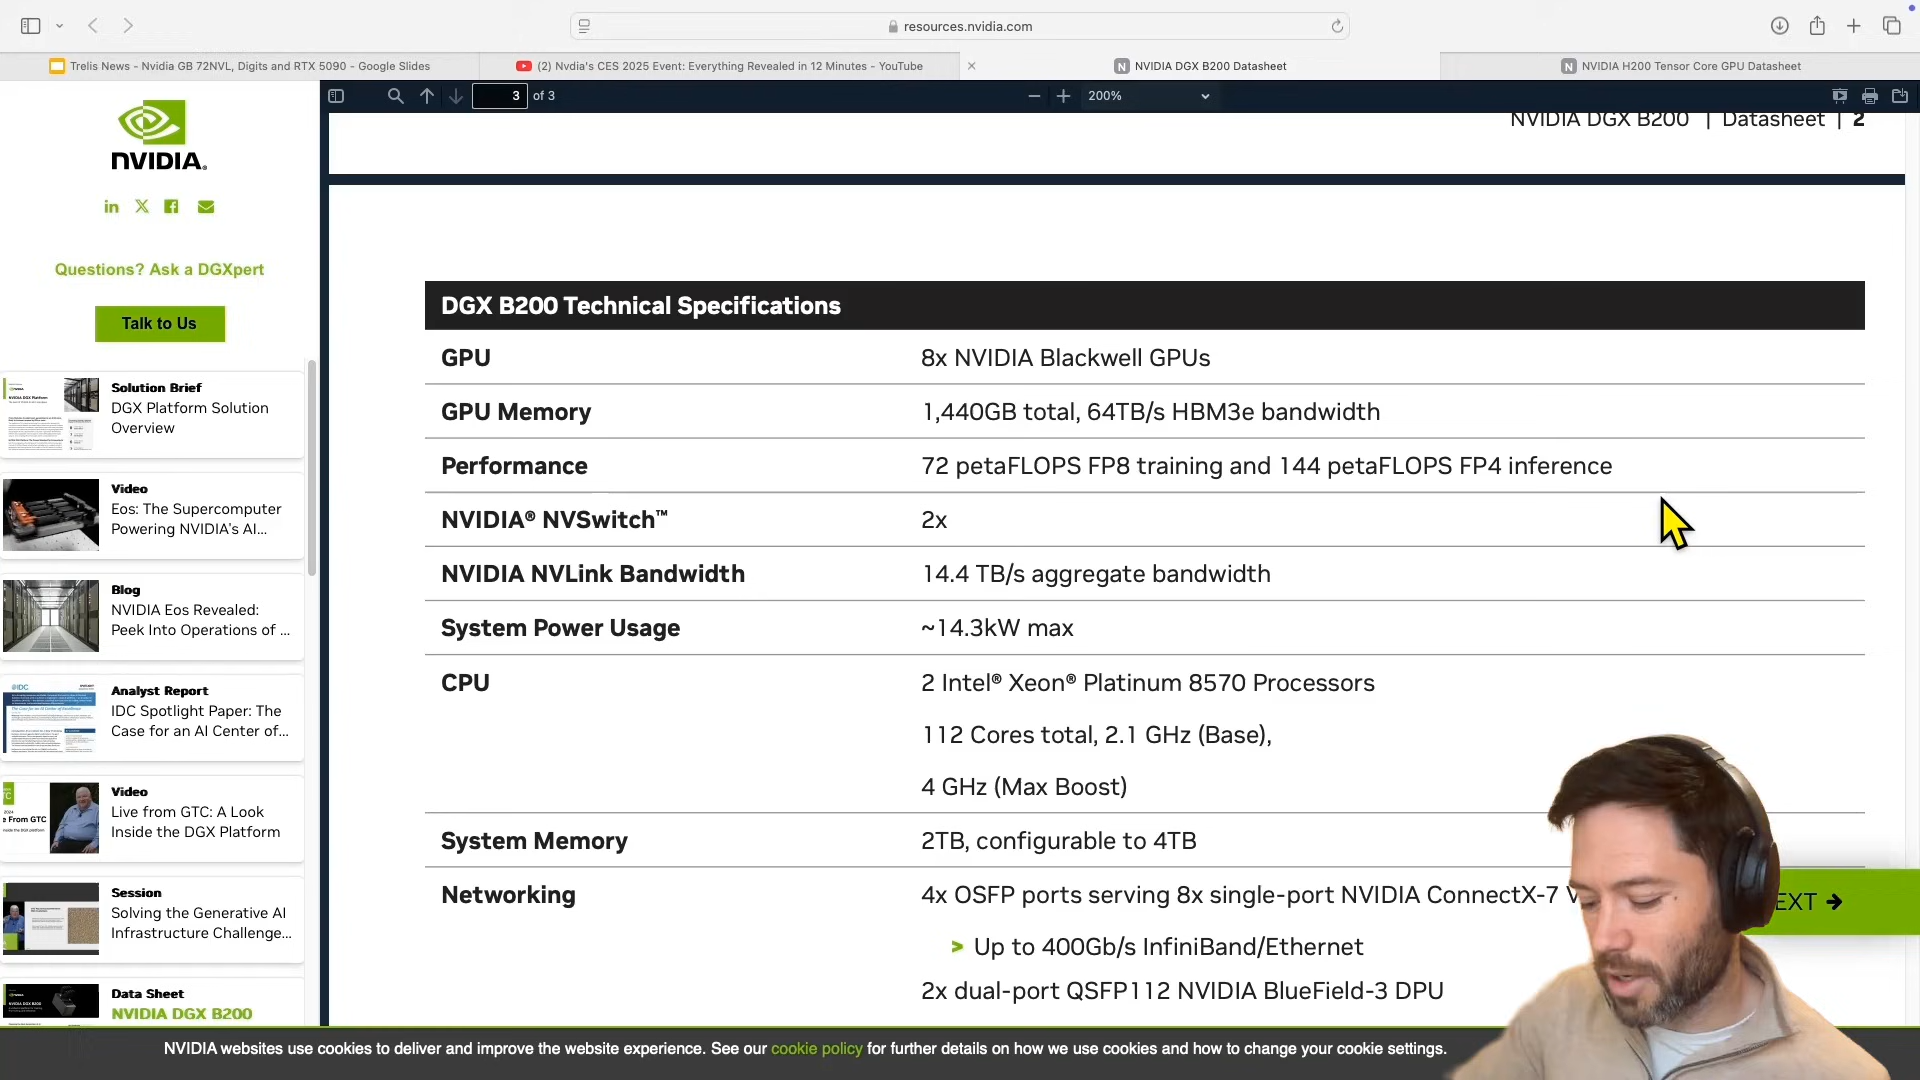 resources.nvidia.com
Trelis News - Nvidia GB 72NVL, Digits and RTX 5090 - Google Slides
(2) Nvdia's CES 2025 Event: Everything Revealed in 12 Minutes - YouTube
NVIDIA DGX B200 Datasheet
NVIDIA H200 Tensor Core GPU Datasheet
3 of 3
200%
NVIDIA DGX B200 | Datasheet | 2
NVIDIA.
Questions? Ask a DGXpert
Talk to Us
Solution Brief
DGX Platform Solution
Overview
Video
Eos: The Supercomputer
Powering NVIDIA's AI...
Blog
NVIDIA Eos Revealed:
Peek Into Operations of ...
Analyst Report
IDC Spotlight Paper: The
Case for an AI Center of...
Video
Live from GTC: A Look
Inside the DGX Platform
Session
Solving the Generative AI
Infrastructure Challenge...
Data Sheet
NVIDIA DGX B200
DGX B200 Technical Specifications
GPU 8x NVIDIA Blackwell GPUs
GPU Memory 1,440GB total, 64TB/s HBM3e bandwidth
Performance 72 petaFLOPS FP8 training and 144 petaFLOPS FP4 inference
NVIDIA® NVSwitch™ 2x
NVIDIA NVLink Bandwidth 14.4 TB/s aggregate bandwidth
System Power Usage ~14.3kW max
CPU 2 Intel® Xeon® Platinum 8570 Processors
112 Cores total, 2.1 GHz (Base),
4 GHz (Max Boost)
System Memory 2TB, configurable to 4TB
Networking 4x OSFP ports serving 8x single-port NVIDIA ConnectX-7
> Up to 400Gb/s InfiniBand/Ethernet
2x dual-port QSFP112 NVIDIA BlueField-3 DPU
EXT →
NVIDIA websites use cookies to deliver and improve the website experience. See our cookie policy for further details on how we use cookies and how to change your cookie settings.